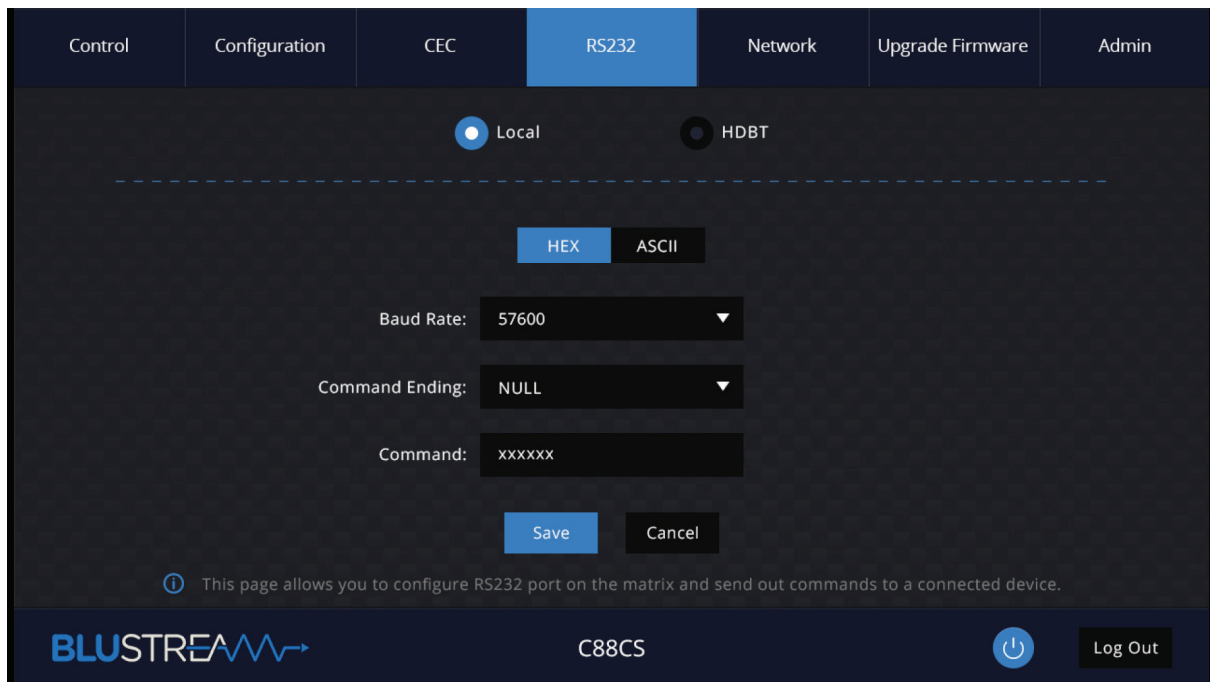 Control Configuration CEC RS232 Network Upgrade Firmware Admin
Local HDBT
HEX ASCII
Baud Rate: 57600
Command Ending: NULL
Command: xxxxxx
Save Cancel
This page allows you to configure RS232 port on the matrix and send out commands to a connected device.
BLUSTREAM C88CS Log Out